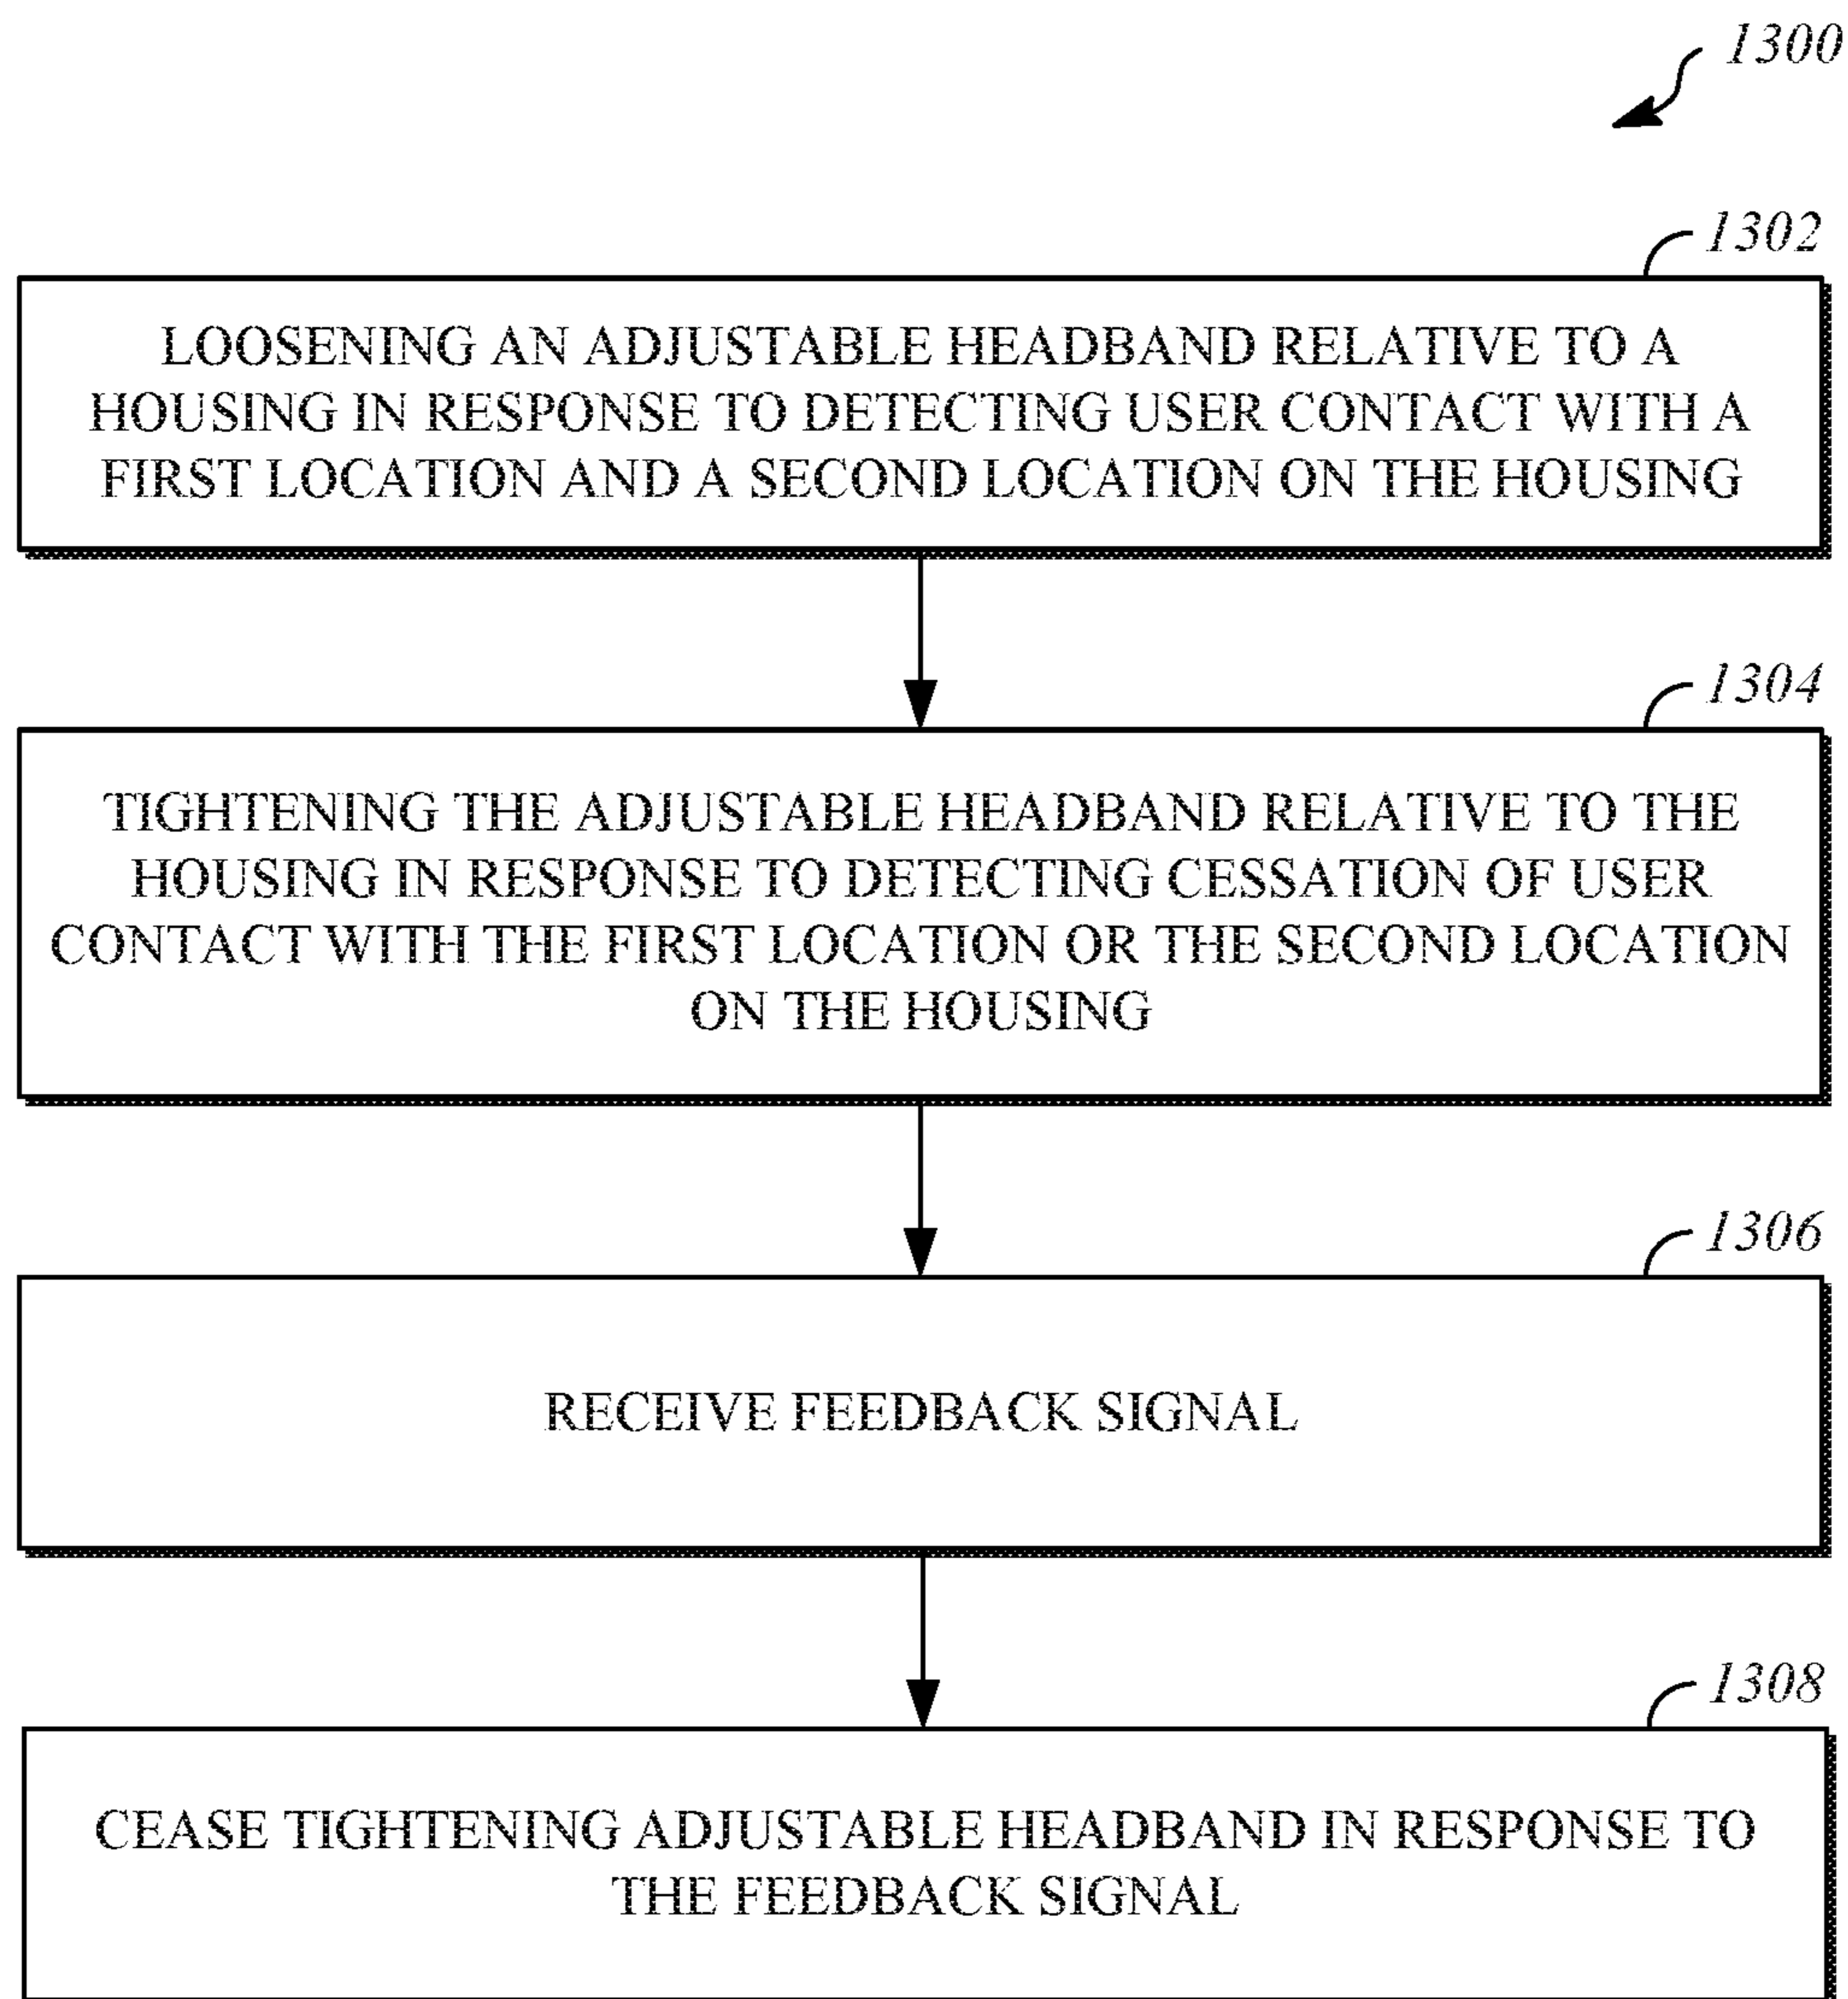 1300
1302
LOOSENING AN ADJUSTABLE HEADBAND RELATIVE TO A
HOUSING IN RESPONSE TO DETECTING USER CONTACT WITH A
FIRST LOCATION AND A SECOND LOCATION ON THE HOUSING
1304
TIGHTENING THE ADJUSTABLE HEADBAND RELATIVE TO THE
HOUSING IN RESPONSE TO DETECTING CESSATION OF USER
CONTACT WITH THE FIRST LOCATION OR THE SECOND LOCATION
ON THE HOUSING
1306
RECEIVE FEEDBACK SIGNAL
1308
CEASE TIGHTENING ADJUSTABLE HEADBAND IN RESPONSE TO
THE FEEDBACK SIGNAL